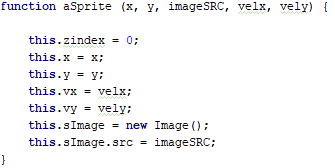 function aSprite (x, y, imageSRC, velx, vely) {
this.zindex = 0;
this.x = x;
this.y = y;
this.vx = velx;
this.vy = vely;
this.sImage = new Image();
this.sImage.src = imageSRC;
}